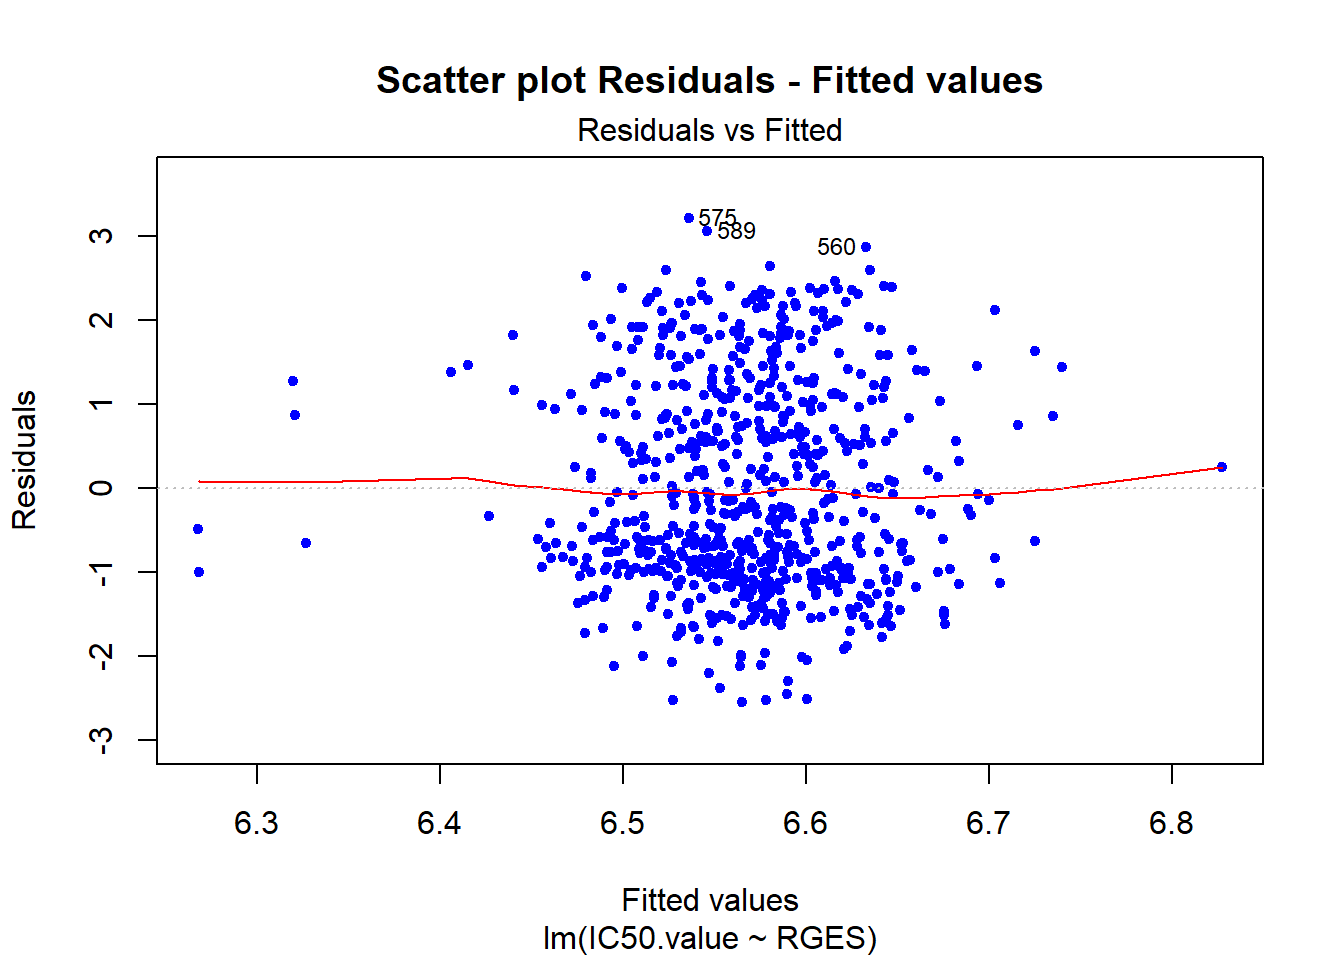 Scatter plot Residuals - Fitted values
Residuals vs Fitted
Residuals
3
2
1
0
-1
-2
-3
575
589
560
6.3 6.4 6.5 6.6 6.7 6.8
Fitted values
lm(IC50.value ~ RGES)